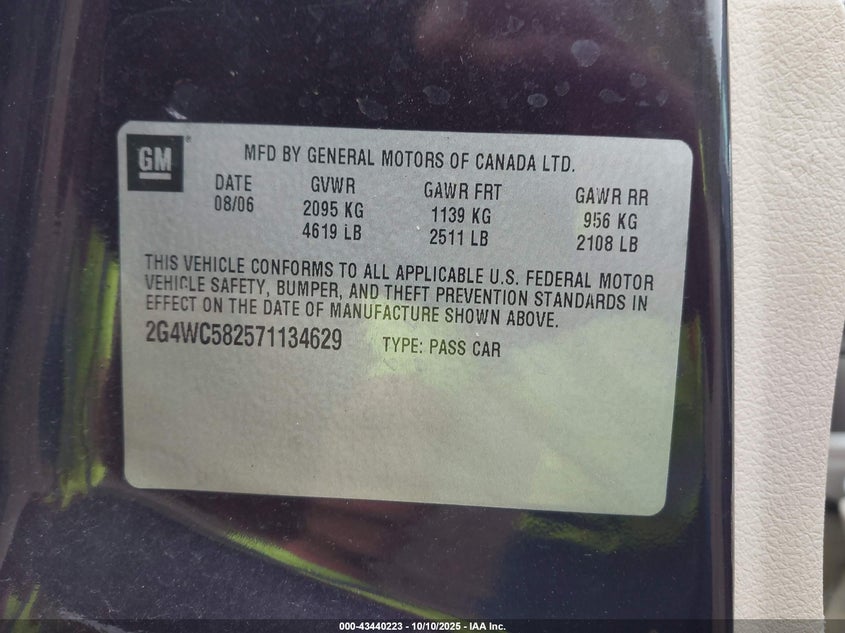 GM
MFD BY GENERAL MOTORS OF CANADA LTD.
DATE GVWR GAWR FRT GAWR RR
08/06 2095 KG 1139 KG 956 KG
4619 LB 2511 LB 2108 LB
THIS VEHICLE CONFORMS TO ALL APPLICABLE U.S. FEDERAL MOTOR
VEHICLE SAFETY, BUMPER, AND THEFT PREVENTION STANDARDS IN
EFFECT ON THE DATE OF MANUFACTURE SHOWN ABOVE.
2G4WC582571134629 TYPE: PASS CAR
000-43440223 - 10/10/2025 - IAA Inc.